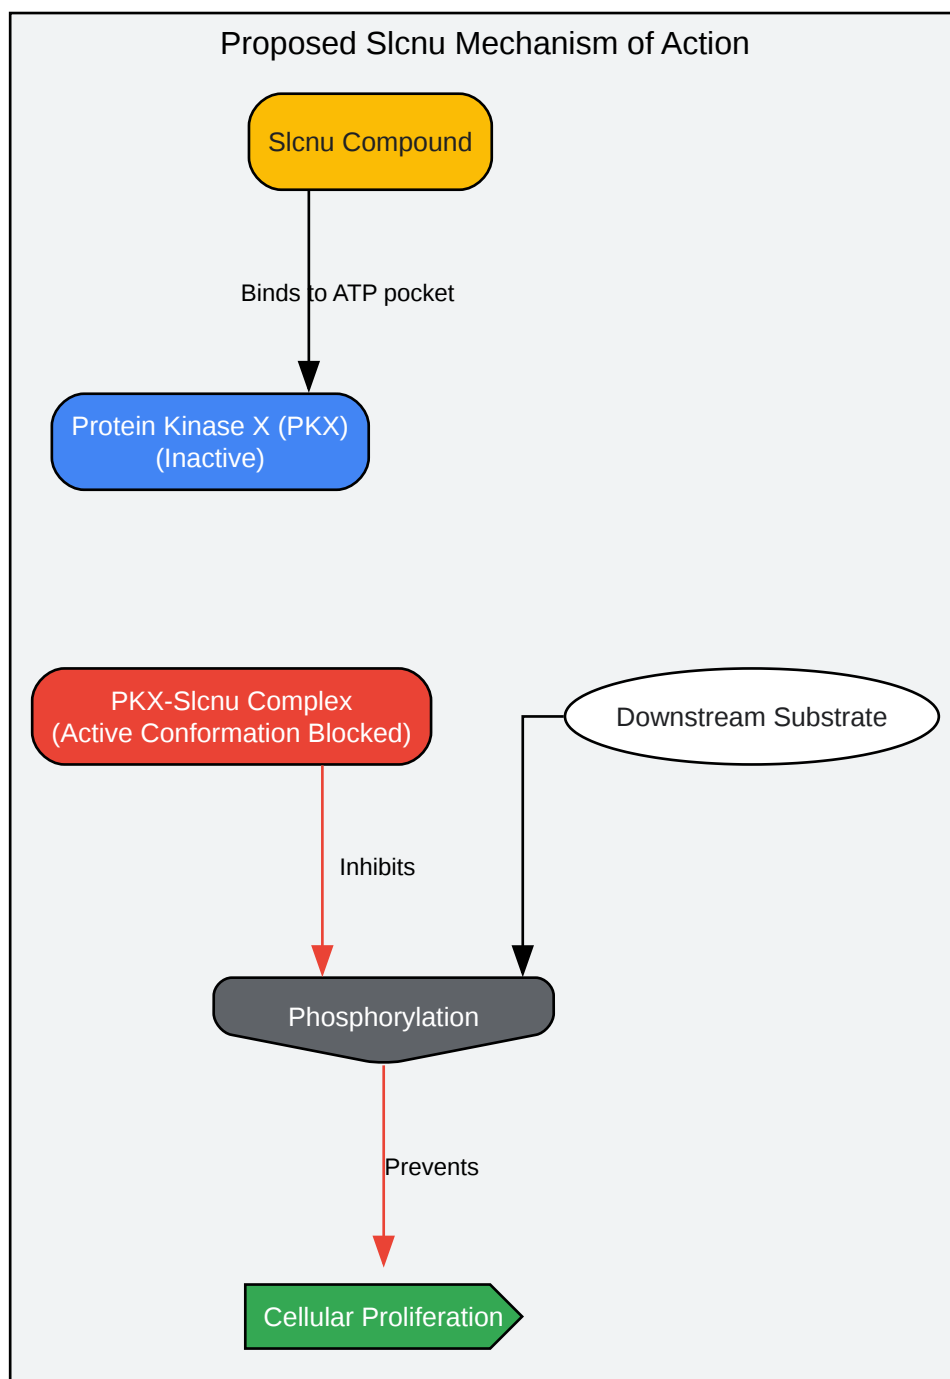 Proposed Slcnu Mechanism of Action
Slcnu Compound
Binds to ATP pocket
Protein Kinase X (PKX)
(Inactive)
PKX-Slcnu Complex
(Active Conformation Blocked)
Downstream Substrate
Inhibits
Phosphorylation
Prevents
Cellular Proliferation